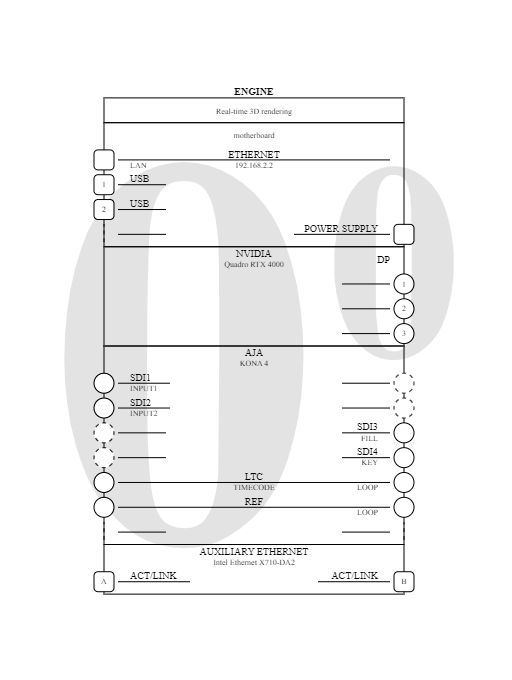 ENGINE
Real-time 3D rendering
motherboard
ETHERNET
LAN 192.168.2.2
1 USB
2 USB
POWER SUPPLY
NVIDIA
Quadro RTX 4000 DP
1
2
3
AJA
KONA 4
SDI1
INPUT1
SDI2
INPUT2
SDI3
FILL
SDI4
KEY
LTC
TIMECODE LOOP
REF
LOOP
AUXILIARY ETHERNET
Intel Ethernet X710-DA2
A ACT/LINK ACT/LINK B
0 0